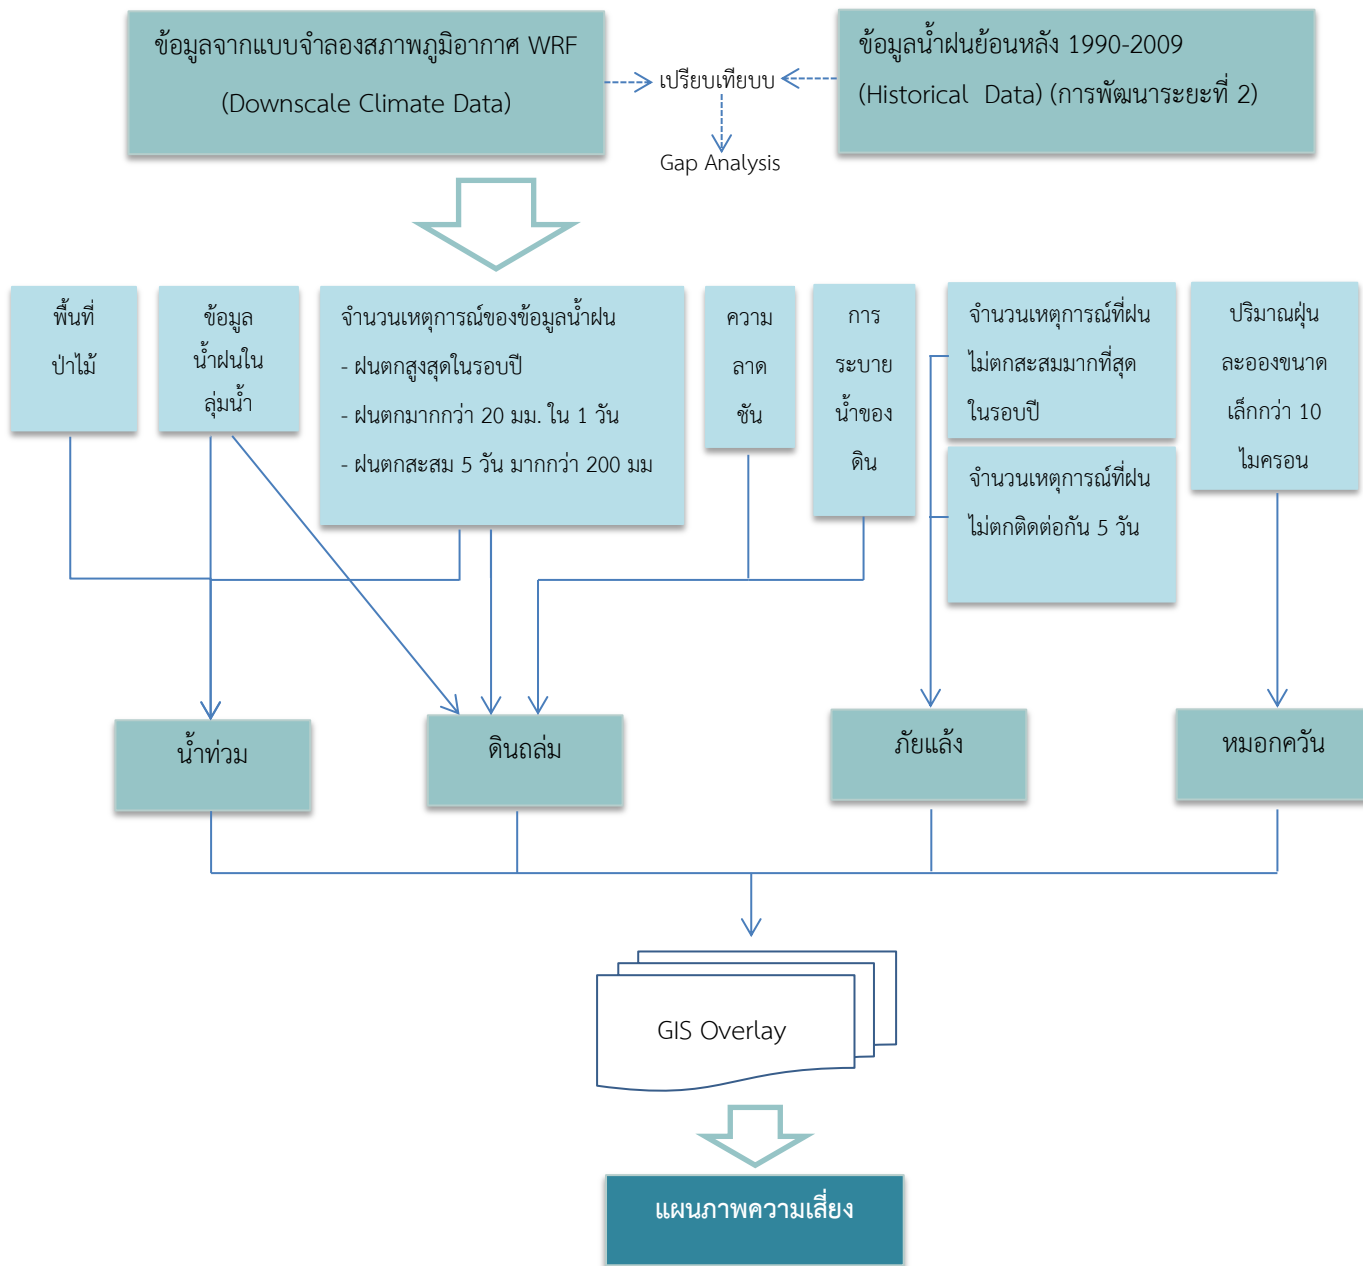 ข้อมูลจากแบบจำลองสภาพภูมิอากาศ WRF
(Downscale Climate Data)
เปรียบเทียบบ
Gap Analysis
ข้อมูลน้ำฝนย้อนหลัง 1990-2009
(Historical Data) (การพัฒนาระยะที่ 2)
พื้นที่
ป่าไม้
ข้อมูล
น้ำฝนใน
ลุ่มน้ำ
จำนวนเหตุการณ์ของข้อมูลน้ำฝน
- ฝนตกสูงสุดในรอบปี
- ฝนตกมากกว่า 20 มม. ใน 1 วัน
- ฝนตกสะสม 5 วัน มากกว่า 200 มม
ความ
ลาด
ชัน
การ
ระบาย
น้ำของ
ดิน
จำนวนเหตุการณ์ที่ฝน
ไม่ตกสะสมมากที่สุด
ในรอบปี
จำนวนเหตุการณ์ที่ฝน
ไม่ตกติดต่อกัน 5 วัน
ปริมาณฝุ่น
ละอองขนาด
เล็กกว่า 10
ไมครอน
น้ำท่วม
ดินถล่ม
ภัยแล้ง
หมอกควัน
GIS Overlay
แผนภาพความเสี่ยง